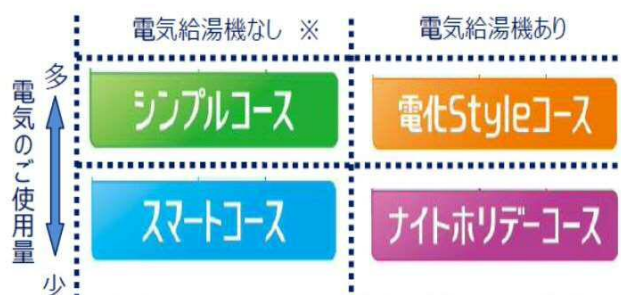 電気給湯機なし ※
電気給湯機あり
多
電気のご使用量
少
シンプルコース
電化Styleコース
スマートコース
ナイトホリデーコース